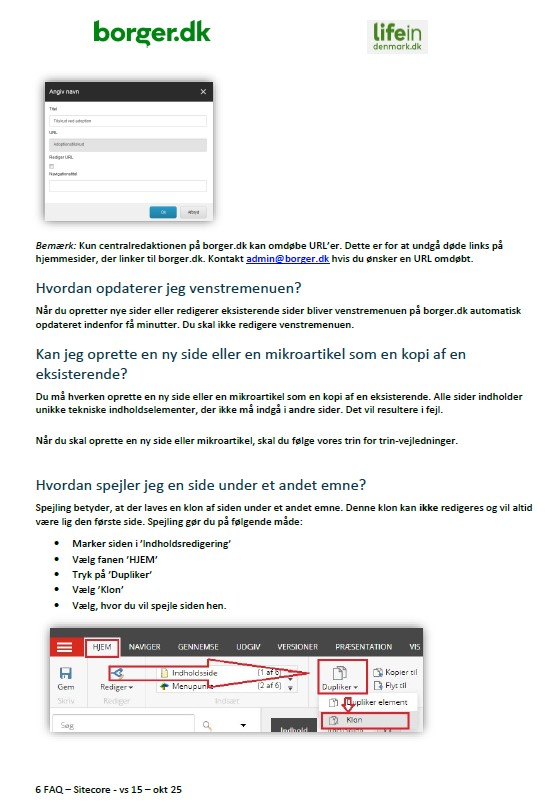 borger.dk
lifein
denmark.dk
Angiv navn
Titel
Tilskud ved adoption
URL
Adoptionstilskud
Rediger URL
Navigationstitel
OK Afbryd
Bemærk: Kun centralredaktionen på borger.dk kan omdøbe URL'er. Dette er for at undgå døde links på
hjemmesider, der linker til borger.dk. Kontakt admin@borger.dk hvis du ønsker en URL omdøbt.
Hvordan opdaterer jeg venstremenuen?
Når du opretter nye sider eller redigerer eksisterende sider bliver venstremenuen på borger.dk automatisk
opdateret indenfor få minutter. Du skal ikke redigere venstremenuen.
Kan jeg oprette en ny side eller en mikroartikel som en kopi af en
eksisterende?
Du må hverken oprette en ny side eller en mikroartikel som en kopi af en eksisterende. Alle sider indholder
unikke tekniske indholdselementer, der ikke må indgå i andre sider. Det vil resultere i fejl.
Når du skal oprette en ny side eller mikroartikel, skal du følge vores trin for trin-vejledninger.
Hvordan spejler jeg en side under et andet emne?
Spejling betyder, at der laves en klon af siden under et andet emne. Denne klon kan ikke redigeres og vil altid
være lig den første side. Spejling gør du på følgende måde:
• Marker siden i 'Indholdsredigering'
• Vælg fanen 'HJEM'
• Tryk på 'Dupliker'
• Vælg 'Klon'
• Vælg, hvor du vil spejle siden hen.
HJEM NAVIGER GENNEMSE UDGIV VERSIONER PRÆSENTATION VIS
Indholdsside (1 af 6) Kopier til
Gem Rediger Menupunkt (2 af 6) Dupliker Flyt til
Skriv Rediger Indsæt Dupliker element
Søg Indhold Klon
6 FAQ – Sitecore - vs 15 – okt 25